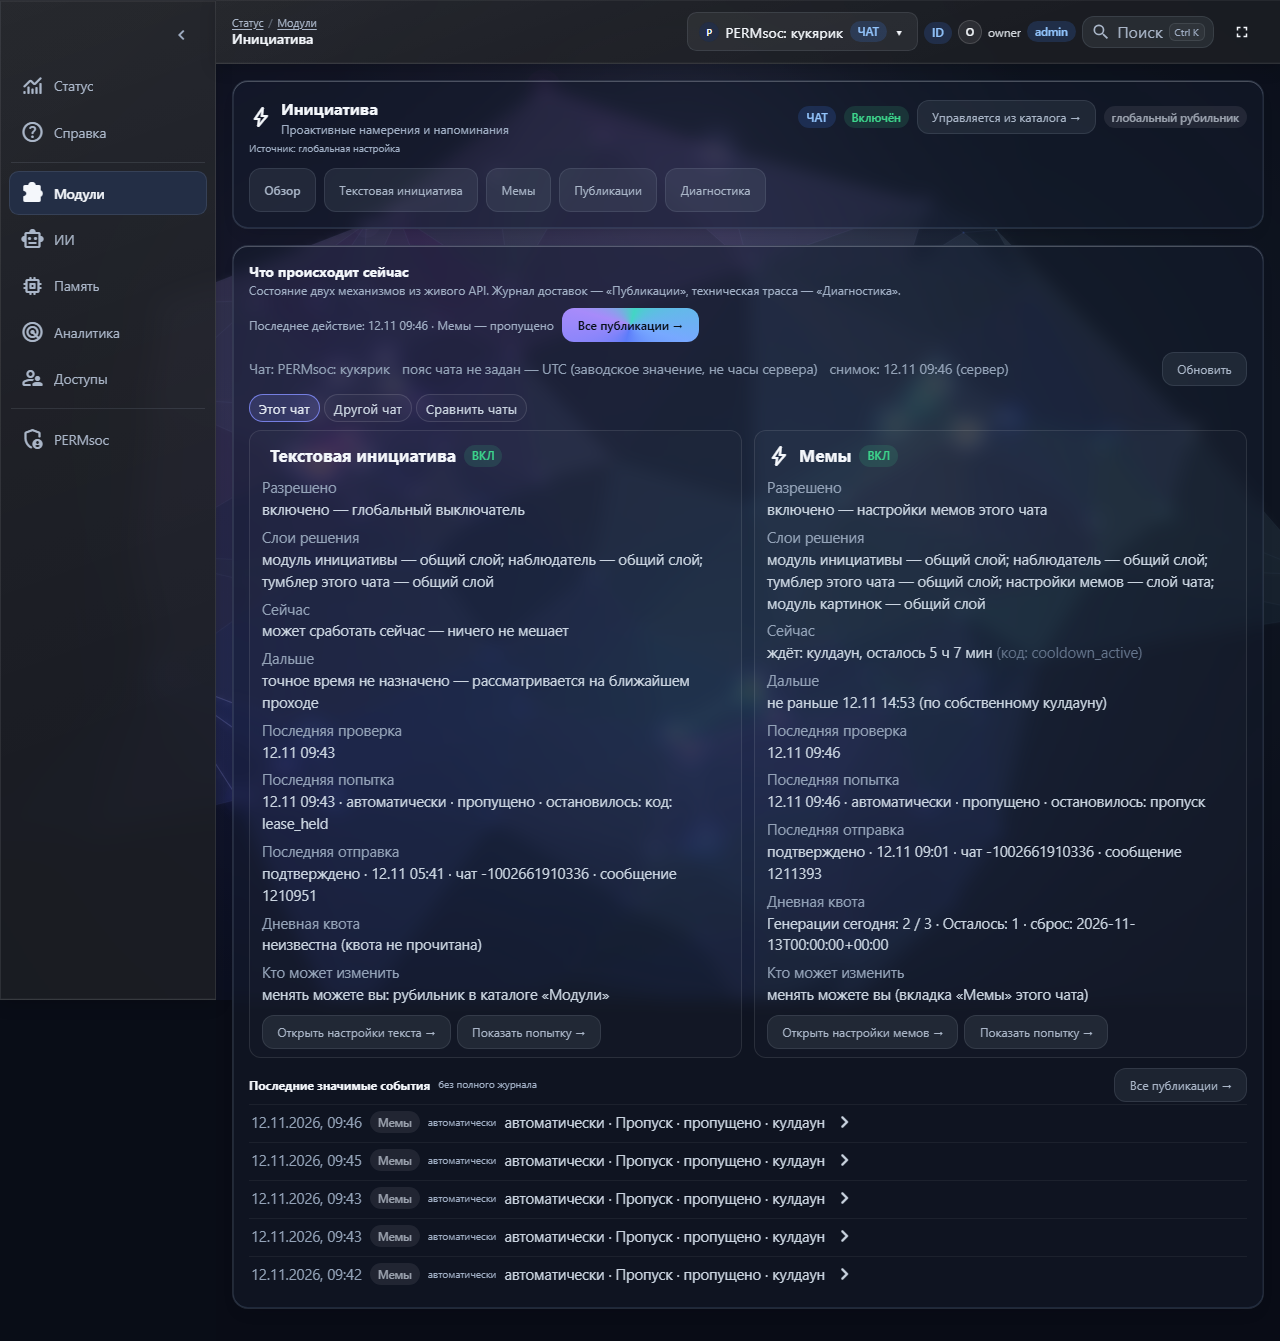 Статус / Модули
Инициатива
P PERMsoc: кукярик ЧАТ ▾
ID
O owner admin
Поиск Ctrl K
Статус
Справка
Модули
ИИ
Память
Аналитика
Доступы
PERMsoc
Инициатива
Проактивные намерения и напоминания
Источник: глобальная настройка
ЧАТ Включён Управляется из каталога → глобальный рубильник
Обзор Текстовая инициатива Мемы Публикации Диагностика
Что происходит сейчас
Состояние двух механизмов из живого API. Журнал доставок — «Публикации», техническая трасса — «Диагностика».
Последнее действие: 12.11 09:46 · Мемы — пропущено Все публикации →
Чат: PERMsoc: кукярик пояс чата не задан — UTC (заводское значение, не часы сервера) снимок: 12.11 09:46 (сервер) Обновить
Этот чат Другой чат Сравнить чаты
Текстовая инициатива ВКЛ
Разрешено
включено — глобальный выключатель
Слои решения
модуль инициативы — общий слой; наблюдатель — общий слой;
тумблер этого чата — общий слой
Сейчас
может сработать сейчас — ничего не мешает
Дальше
точное время не назначено — рассматривается на ближайшем
проходе
Последняя проверка
12.11 09:43
Последняя попытка
12.11 09:43 · автоматически · пропущено · остановилось: код:
lease_held
Последняя отправка
подтверждено · 12.11 05:41 · чат -1002661910336 · сообщение
1210951
Дневная квота
неизвестна (квота не прочитана)
Кто может изменить
менять можете вы: рубильник в каталоге «Модули»
Открыть настройки текста → Показать попытку →
Мемы ВКЛ
Разрешено
включено — настройки мемов этого чата
Слои решения
модуль инициативы — общий слой; наблюдатель — общий слой;
тумблер этого чата — общий слой; настройки мемов — слой чата;
модуль картинок — общий слой
Сейчас
ждёт: кулдаун, осталось 5 ч 7 мин (код: cooldown_active)
Дальше
не раньше 12.11 14:53 (по собственному кулдауну)
Последняя проверка
12.11 09:46
Последняя попытка
12.11 09:46 · автоматически · пропущено · остановилось: пропуск
Последняя отправка
подтверждено · 12.11 09:01 · чат -1002661910336 · сообщение
1211393
Дневная квота
Генерации сегодня: 2 / 3 · Осталось: 1 · сброс: 2026-11-
13T00:00:00+00:00
Кто может изменить
менять можете вы (вкладка «Мемы» этого чата)
Открыть настройки мемов → Показать попытку →
Последние значимые события без полного журнала Все публикации →
12.11.2026, 09:46 Мемы автоматически автоматически · Пропуск · пропущено · кулдаун
12.11.2026, 09:45 Мемы автоматически автоматически · Пропуск · пропущено · кулдаун
12.11.2026, 09:43 Мемы автоматически автоматически · Пропуск · пропущено · кулдаун
12.11.2026, 09:43 Мемы автоматически автоматически · Пропуск · пропущено · кулдаун
12.11.2026, 09:42 Мемы автоматически автоматически · Пропуск · пропущено · кулдаун